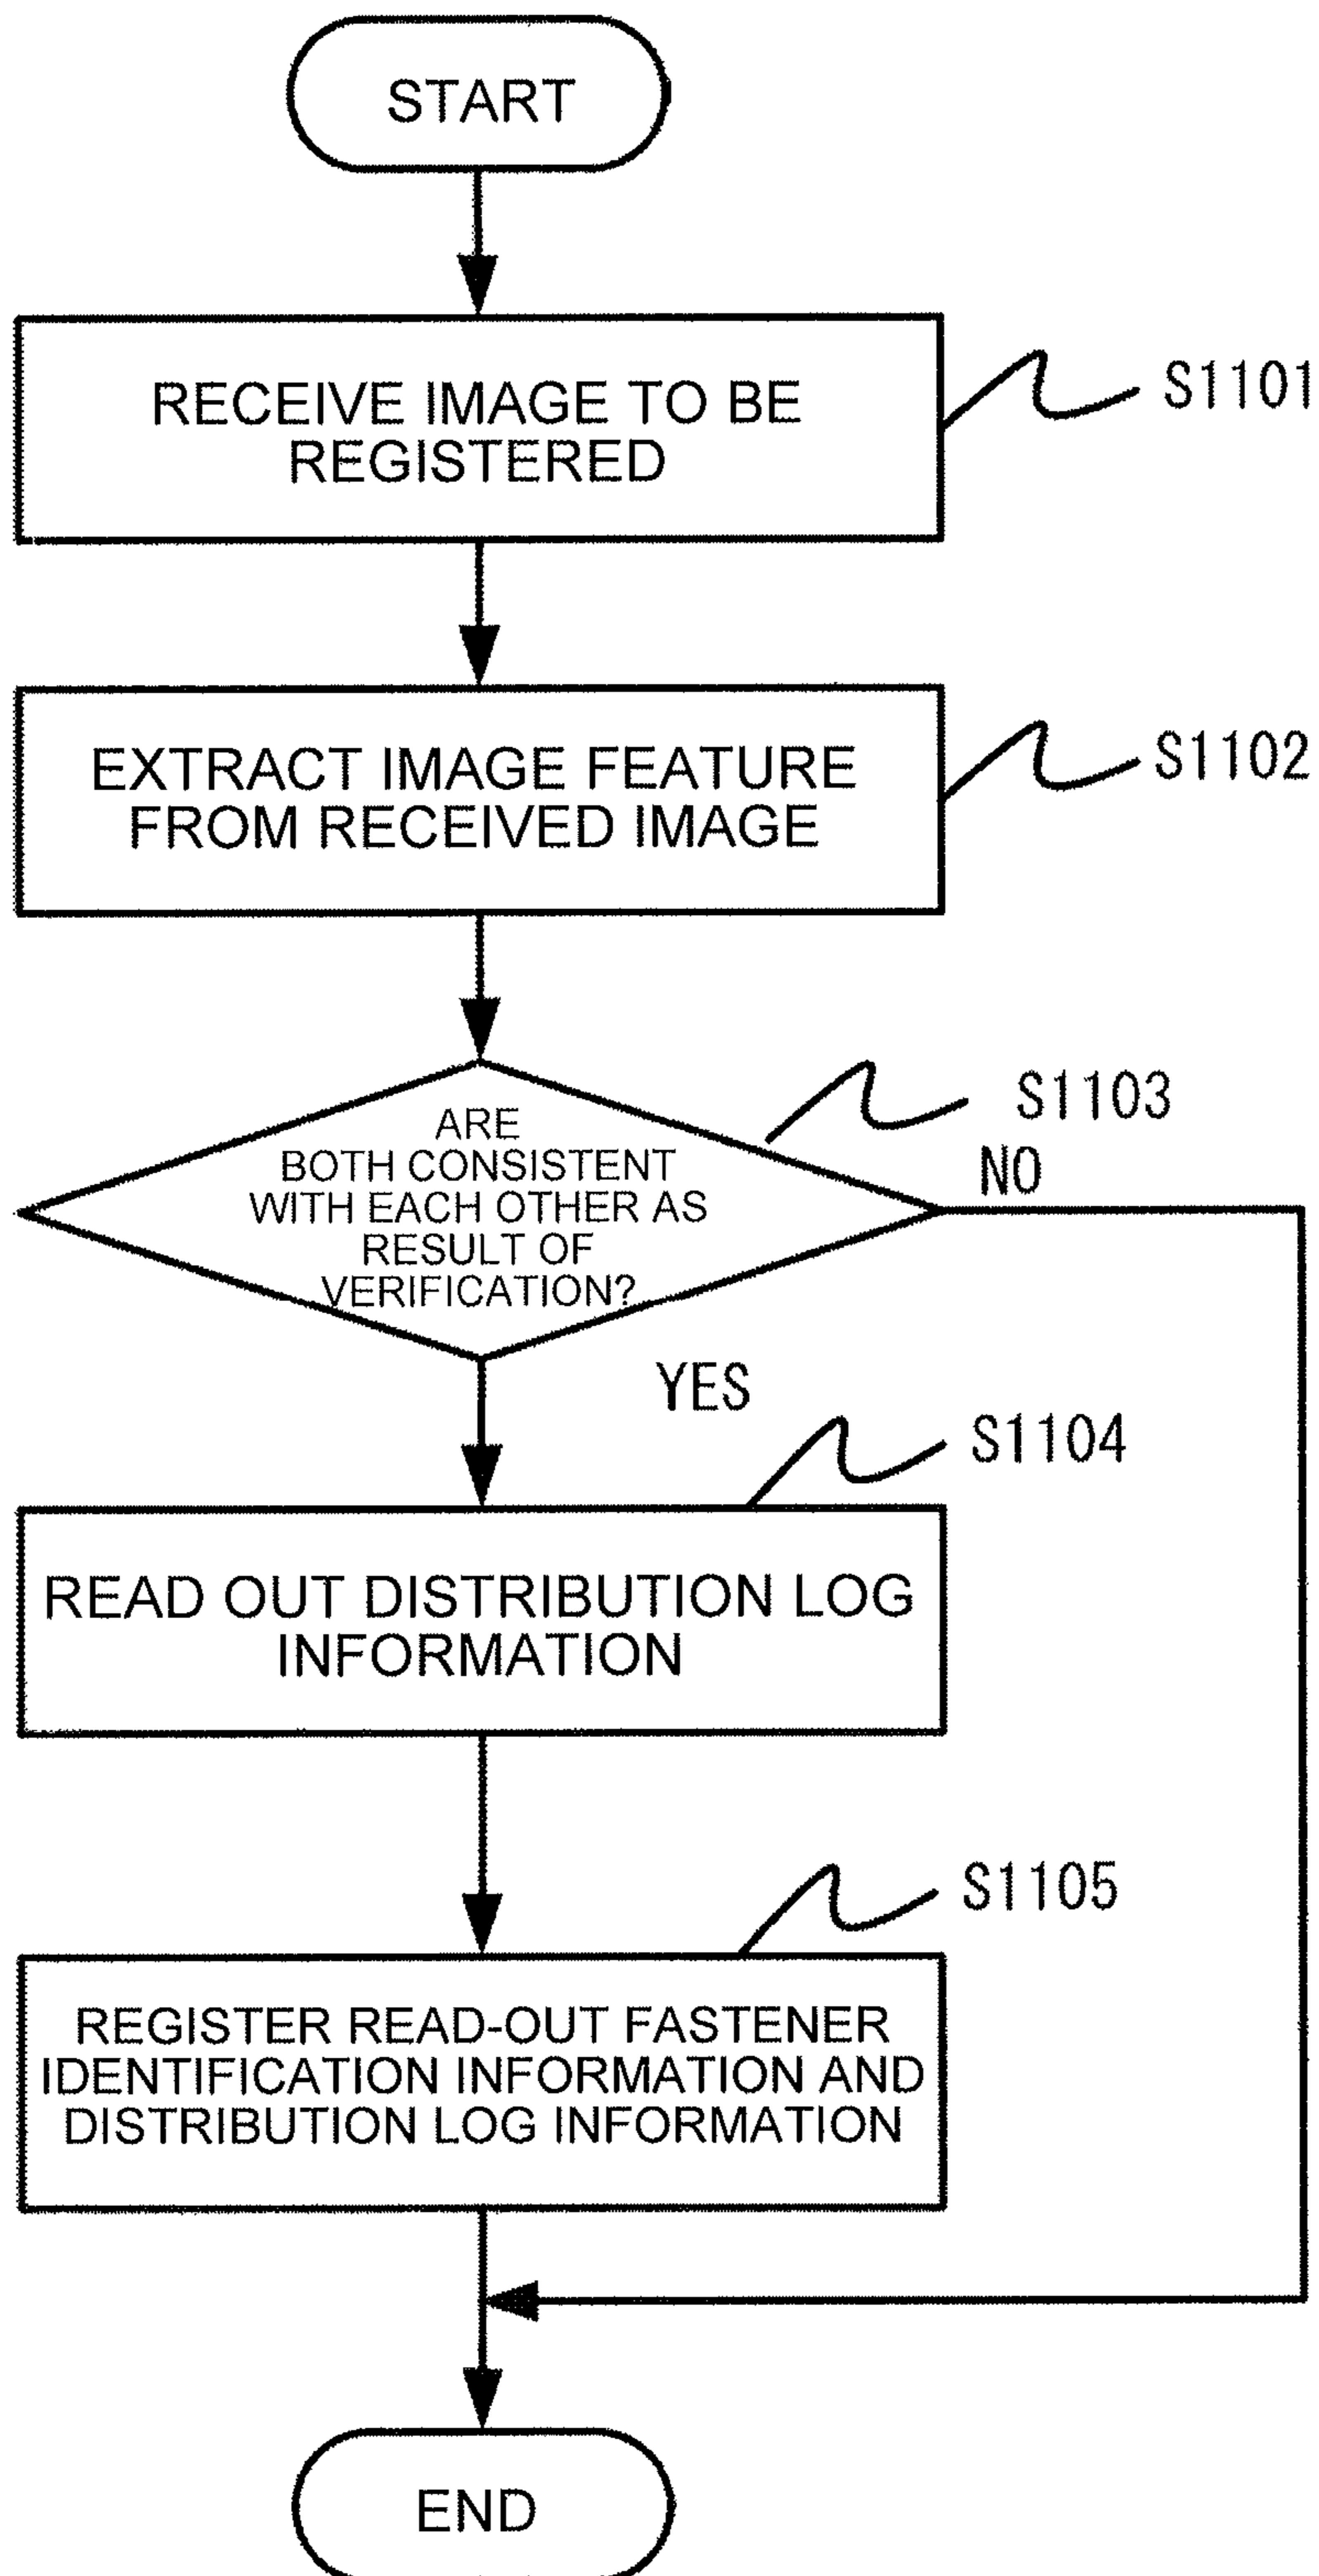 START
RECEIVE IMAGE TO BE
REGISTERED
S1101
EXTRACT IMAGE FEATURE
FROM RECEIVED IMAGE
S1102
ARE
BOTH CONSISTENT
WITH EACH OTHER AS
RESULT OF
VERIFICATION?
S1103
NO
YES
S1104
READ OUT DISTRIBUTION LOG
INFORMATION
S1105
REGISTER READ-OUT FASTENER
IDENTIFICATION INFORMATION AND
DISTRIBUTION LOG INFORMATION
END